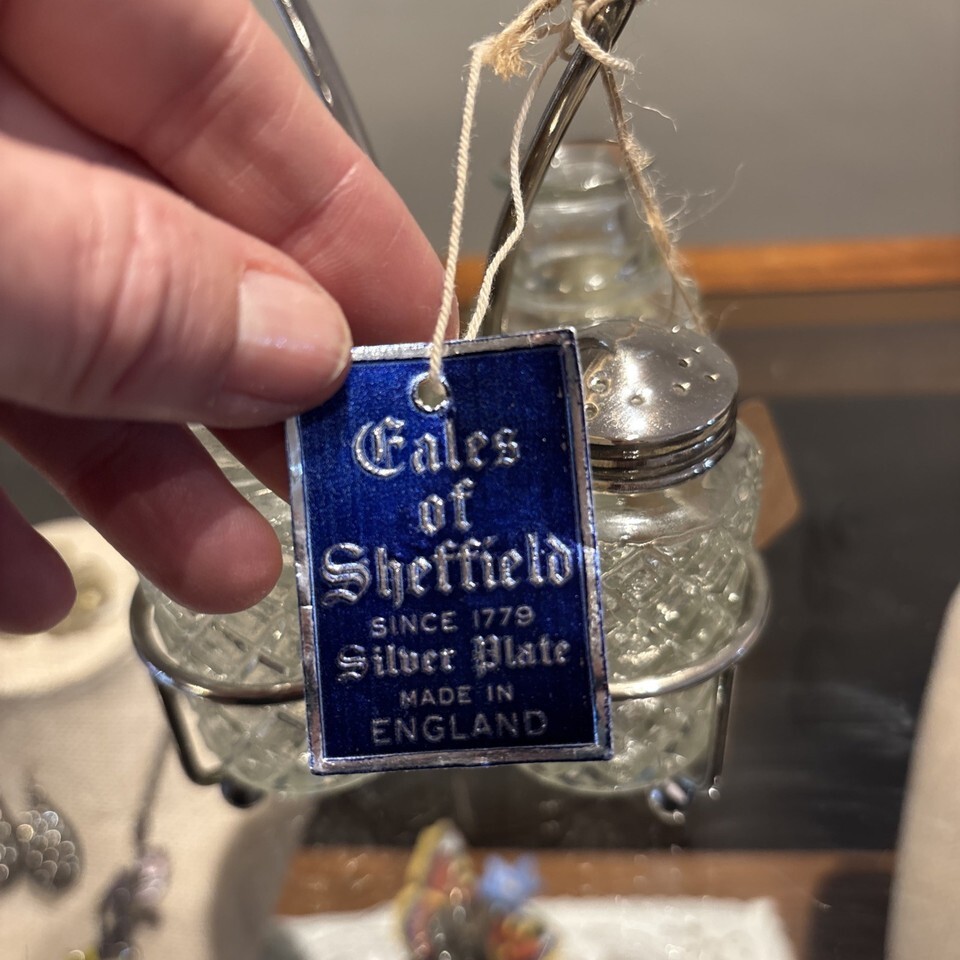 Eales
of
Sheffield
SINCE 1779
Silver Plate
MADE IN
ENGLAND